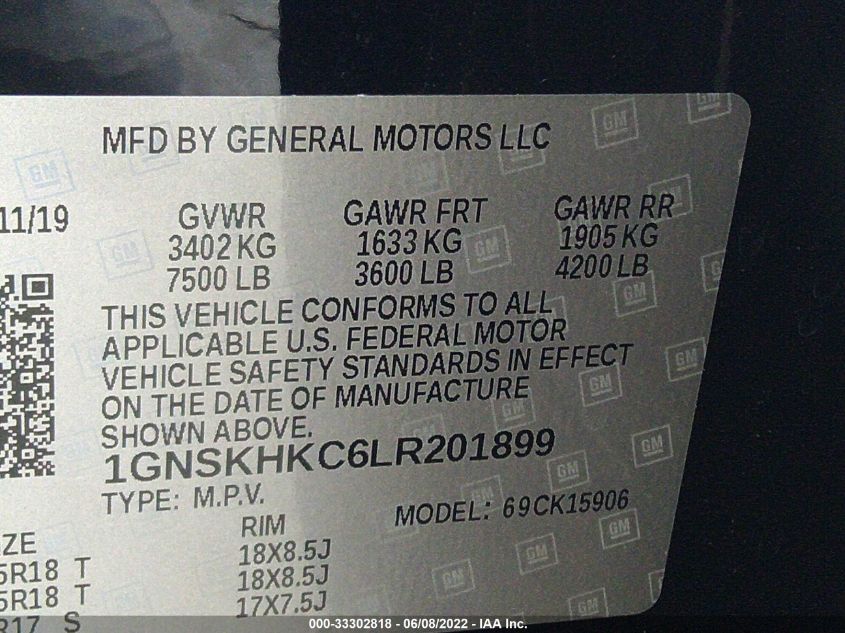 MFD BY GENERAL MOTORS LLC
11/19 GVWR GAWR FRT GAWR RR
3402 KG 1633 KG 1905 KG
7500 LB 3600 LB 4200 LB
THIS VEHICLE CONFORMS TO ALL
APPLICABLE U.S. FEDERAL MOTOR
VEHICLE SAFETY STANDARDS IN EFFECT
ON THE DATE OF MANUFACTURE
SHOWN ABOVE.
1GNSKHKC6LR201899
TYPE: M.P.V. MODEL: 69CK15906
ZE RIM
5R18 T 18X8.5J
5R18 T 18X8.5J
R17 S 17X7.5J
000-33302818 - 06/08/2022 - IAA Inc.